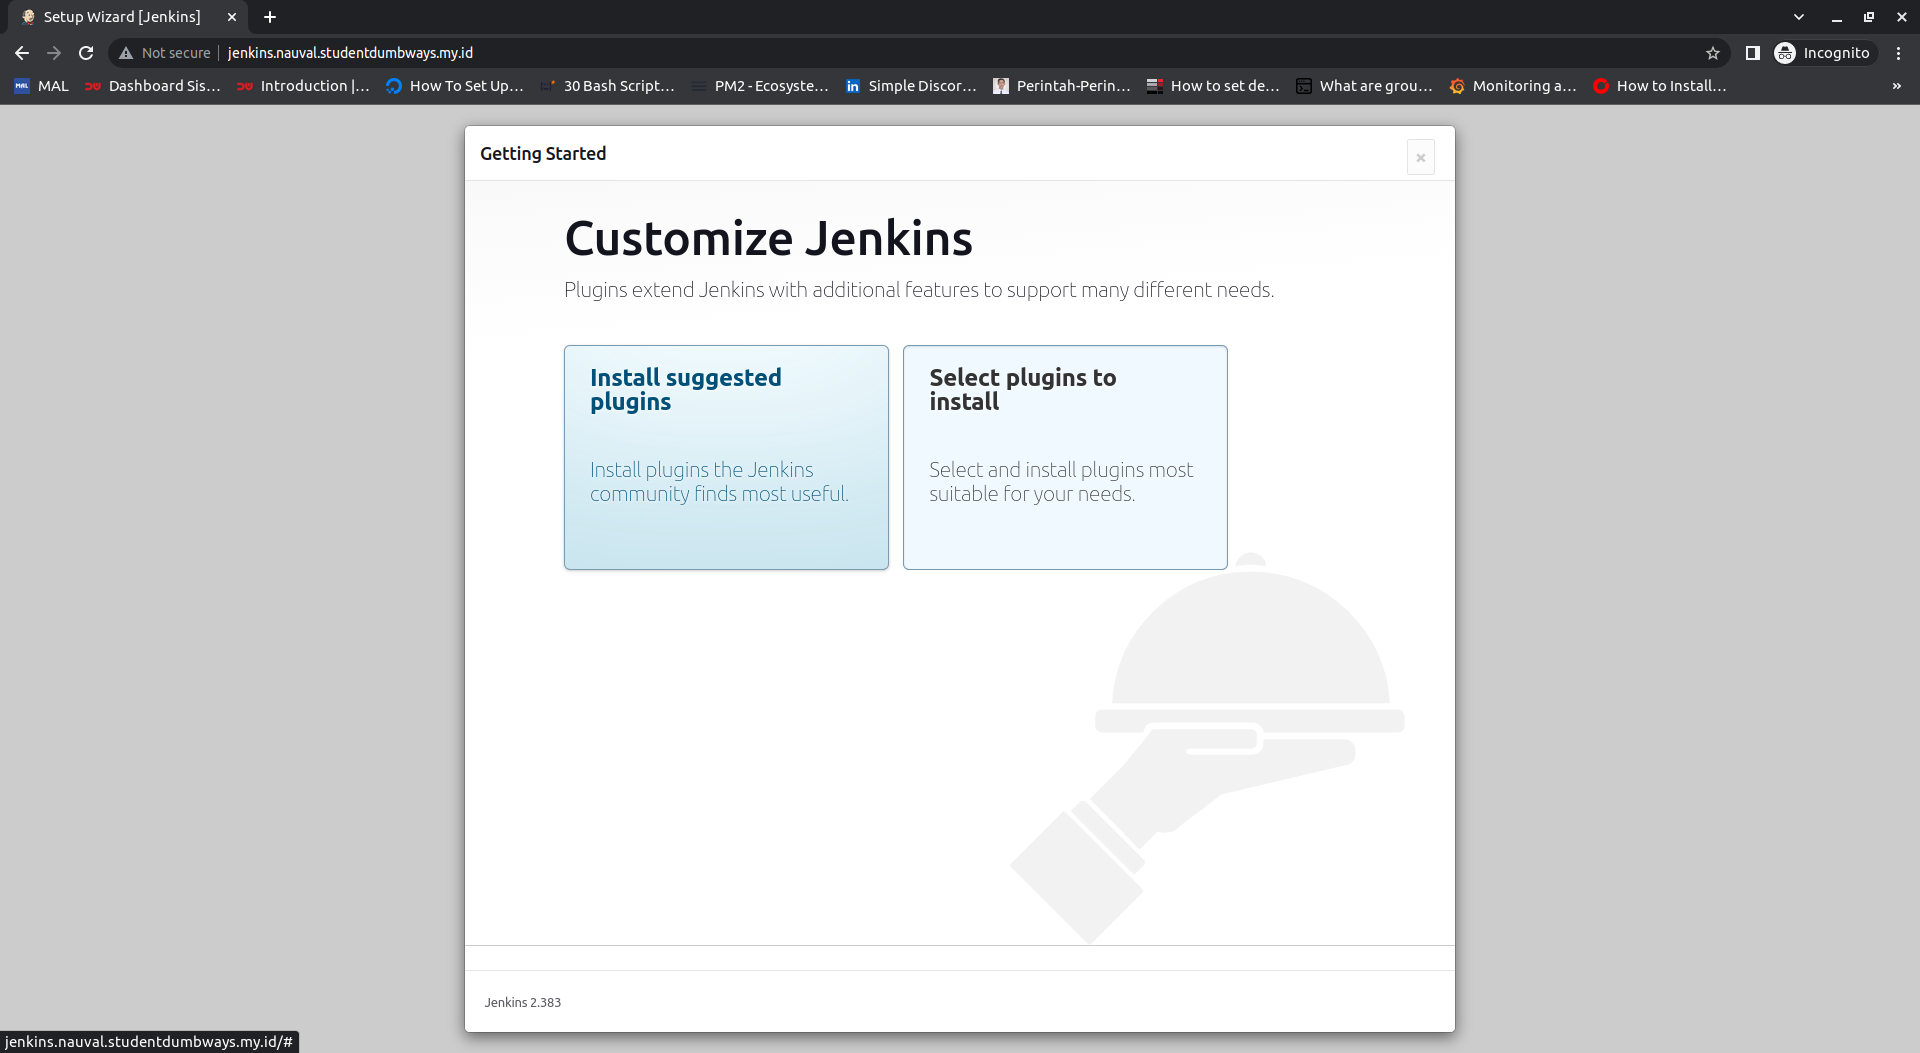 Setup Wizard [Jenkins]
Not secure jenkins.nauval.studentdumbways.my.id Incognito
MAL Dashboard Sis... Introduction |... How To Set Up,... 30 Bash Script... PM2 - Ecosyste... Simple Discor... Perintah-Perin... How to set de... What are grou... Monitoring a... How to Install... »
Getting Started
×
Customize Jenkins
Plugins extend Jenkins with additional features to support many different needs.
Install suggested
plugins
Install plugins the Jenkins
community finds most useful.
Select plugins to
install
Select and install plugins most
suitable for your needs.
Jenkins 2.383
jenkins.nauval.studentdumbways.my.id/#